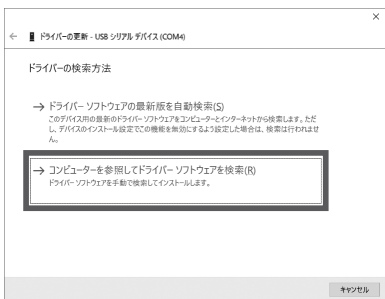 ドライバーの更新 - USB シリアル デバイス (COM4)
ドライバーの検索方法
→ ドライバー ソフトウェアの最新版を自動検索(S)
このデバイス用の最新のドライバー ソフトウェアをコンピューターとインターネットから検索します。ただ
し、デバイスのインストール設定でこの機能を無効にするよう設定した場合は、検索は行われませ
ん。
→ コンピューターを参照してドライバー ソフトウェアを検索(R)
ドライバー ソフトウェアを手動で検索してインストールします。
キャンセル